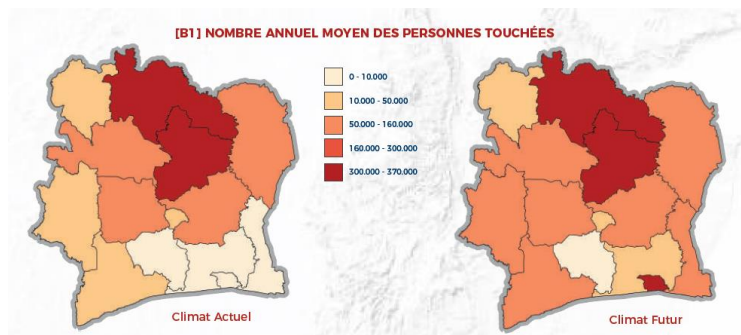 [B1] NOMBRE ANNUEL MOYEN DES PERSONNES TOUCHÉES
0 - 10.000
10.000 - 50.000
50.000 - 160.000
160.000 - 300.000
300.000 - 370.000
Climat Actuel
Climat Futur